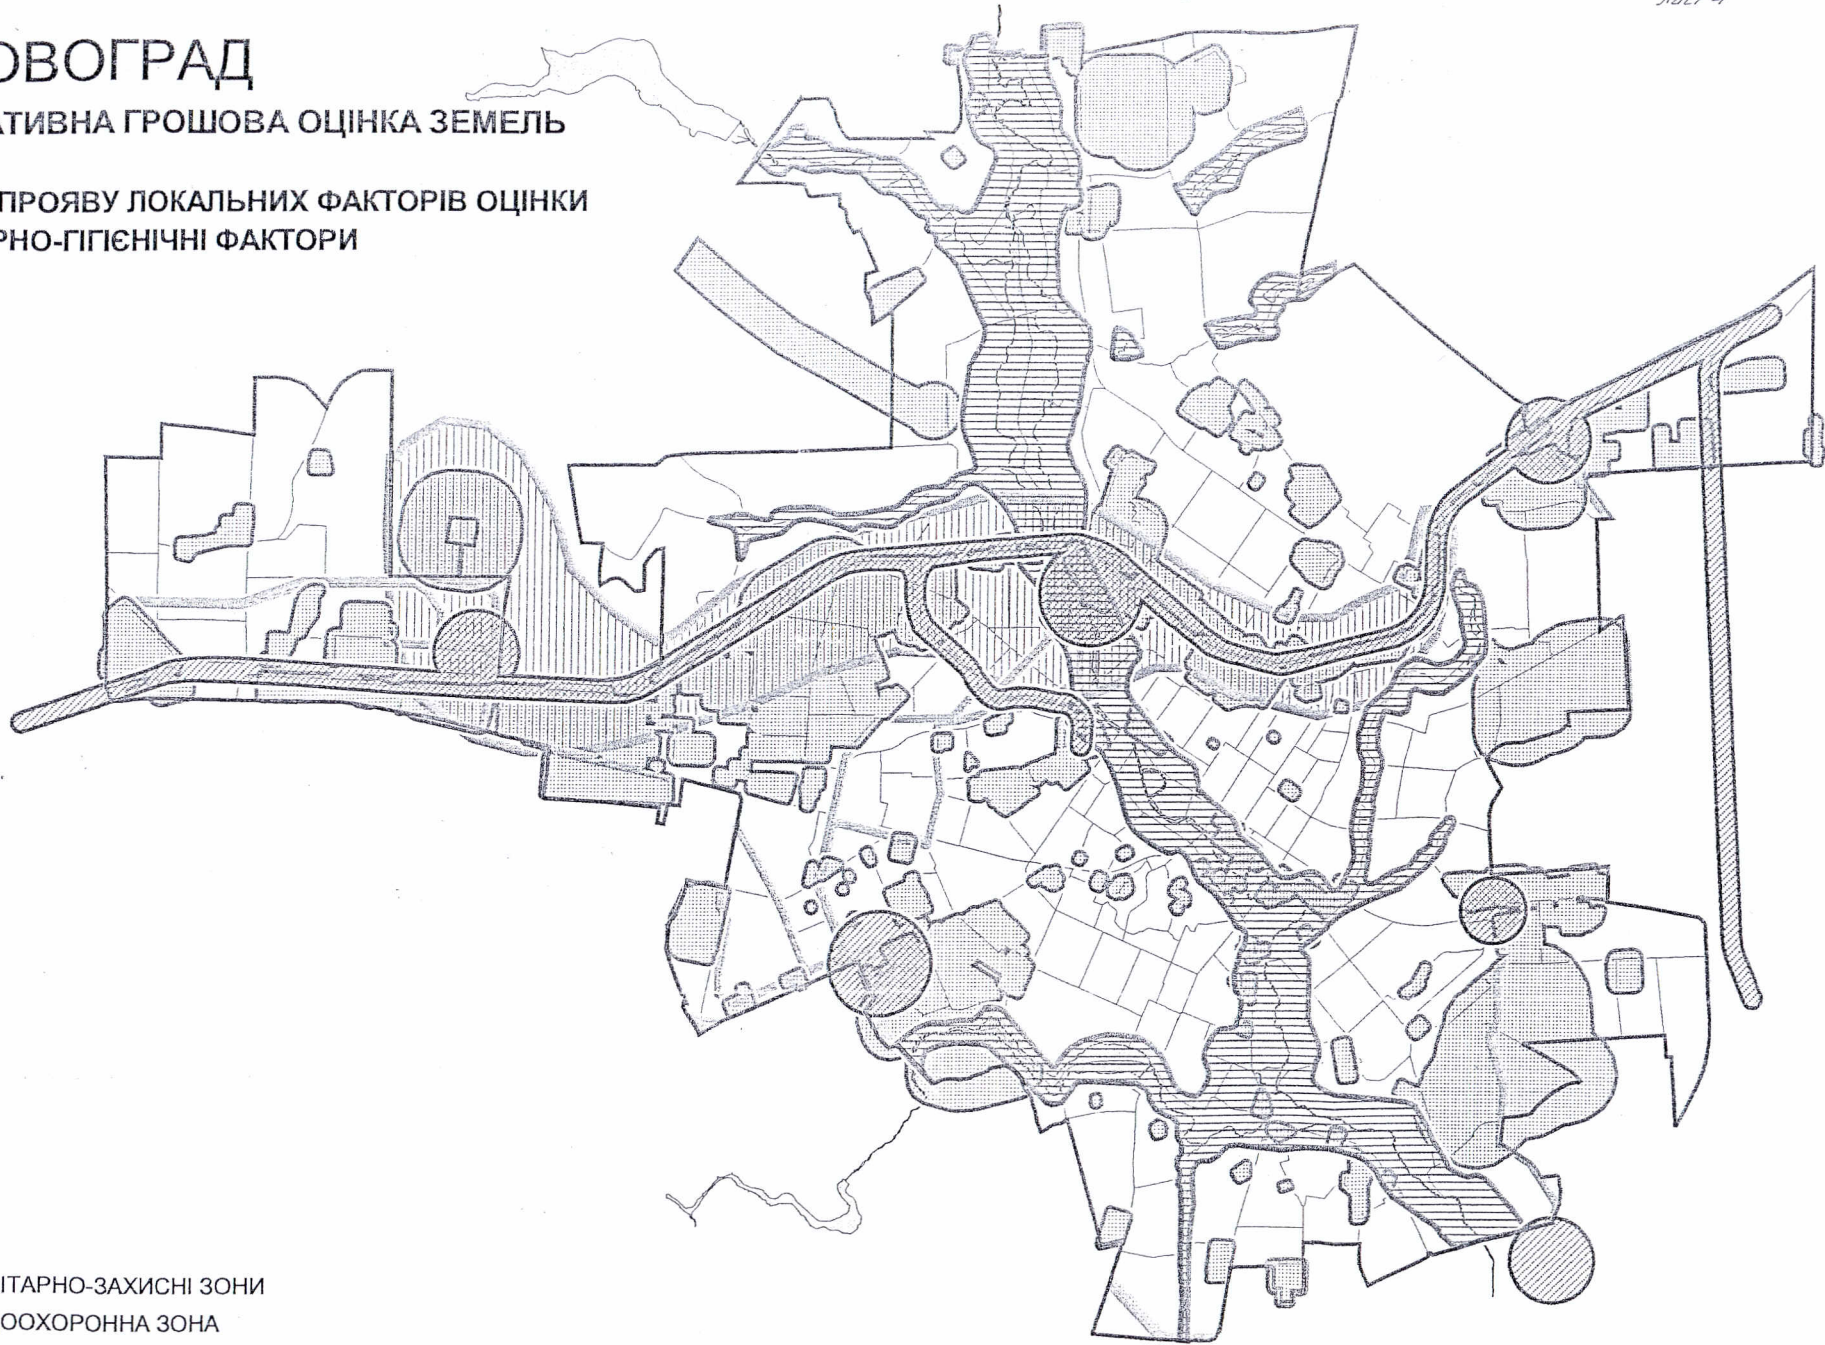 ОВОГРАД
АТИВНА ГРОШОВА ОЦІНКА ЗЕМЕЛЬ
ПРОЯВУ ЛОКАЛЬНИХ ФАКТОРІВ ОЦІНКИ
РНО-ГІГІЄНІЧНІ ФАКТОРИ
ІТАРНО-ЗАХИСНІ ЗОНИ
ООХОРОННА ЗОНА